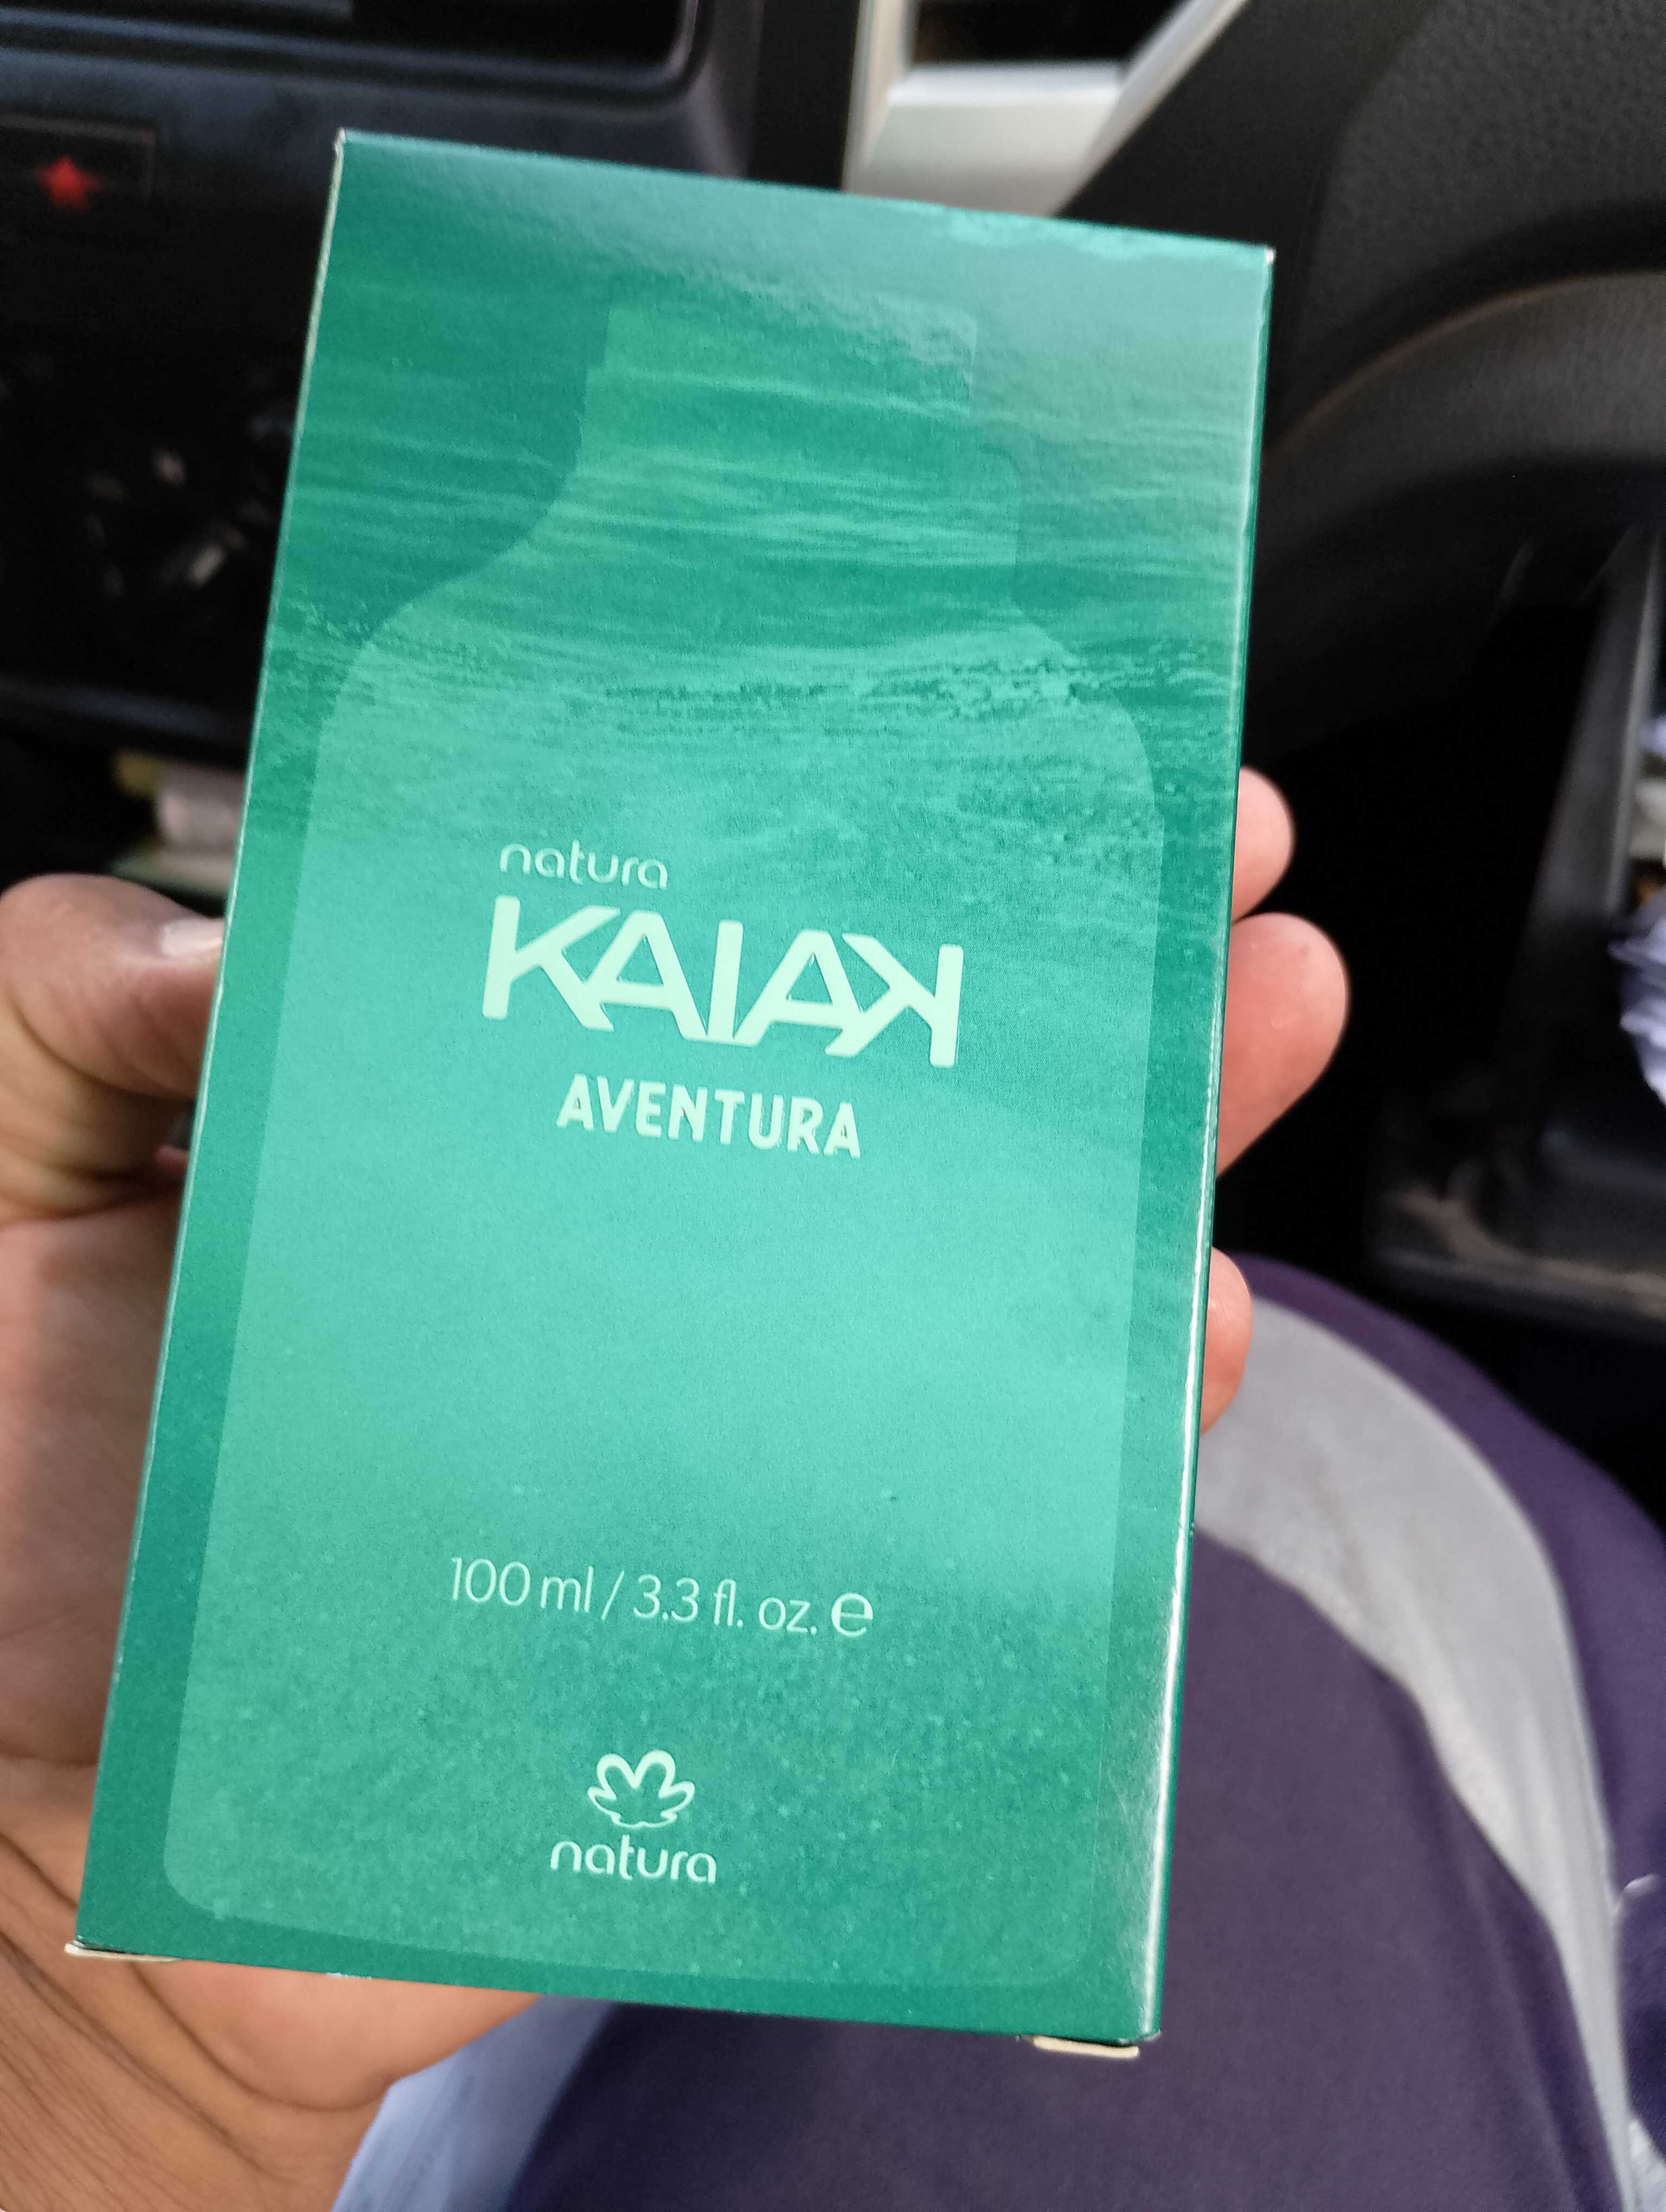 natura
KAIAK
AVENTURA
100 ml / 3.3 fl. oz. e
natura